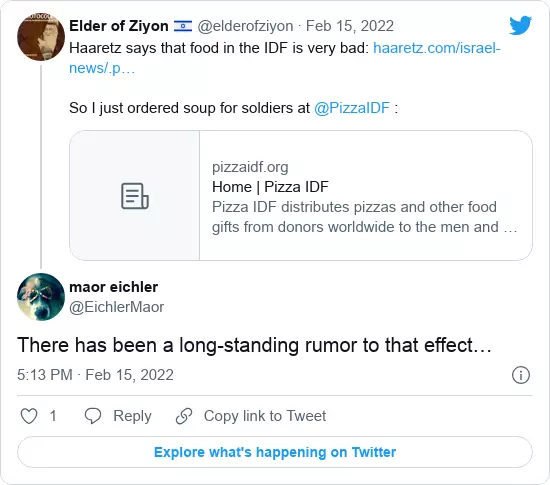 Elder of Ziyon 🇮🇱 @elderofziyon · Feb 15, 2022
Haaretz says that food in the IDF is very bad: haaretz.com/israel-
news/.p…
So I just ordered soup for soldiers at @PizzaIDF :
pizzaidf.org
Home | Pizza IDF
Pizza IDF distributes pizzas and other food
gifts from donors worldwide to the men and …
maor eichler
@EichlerMaor
There has been a long-standing rumor to that effect…
5:13 PM · Feb 15, 2022
1 Reply Copy link to Tweet
Explore what's happening on Twitter